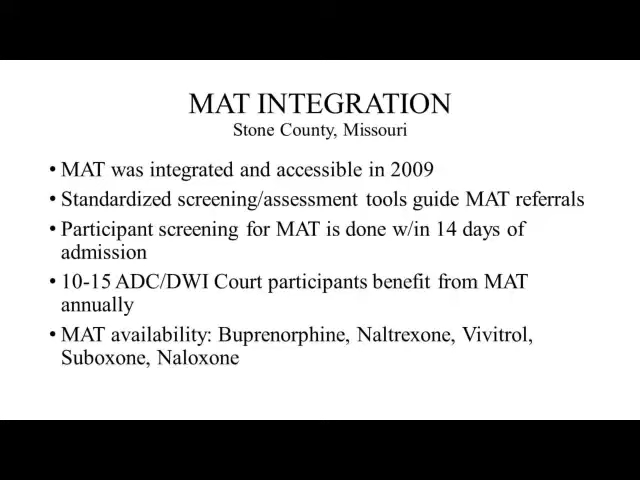 MAT INTEGRATION
Stone County, Missouri
• MAT was integrated and accessible in 2009
• Standardized screening/assessment tools guide MAT referrals
• Participant screening for MAT is done w/in 14 days of
admission
• 10-15 ADC/DWI Court participants benefit from MAT
annually
• MAT availability: Buprenorphine, Naltrexone, Vivitrol,
Suboxone, Naloxone